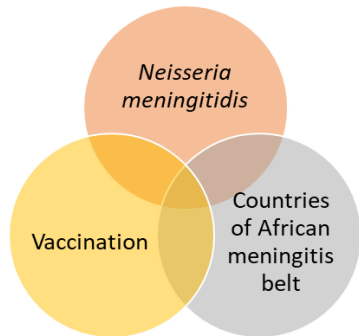 Neisseria
meningitidis
Vaccination
Countries
of African
meningitis
belt